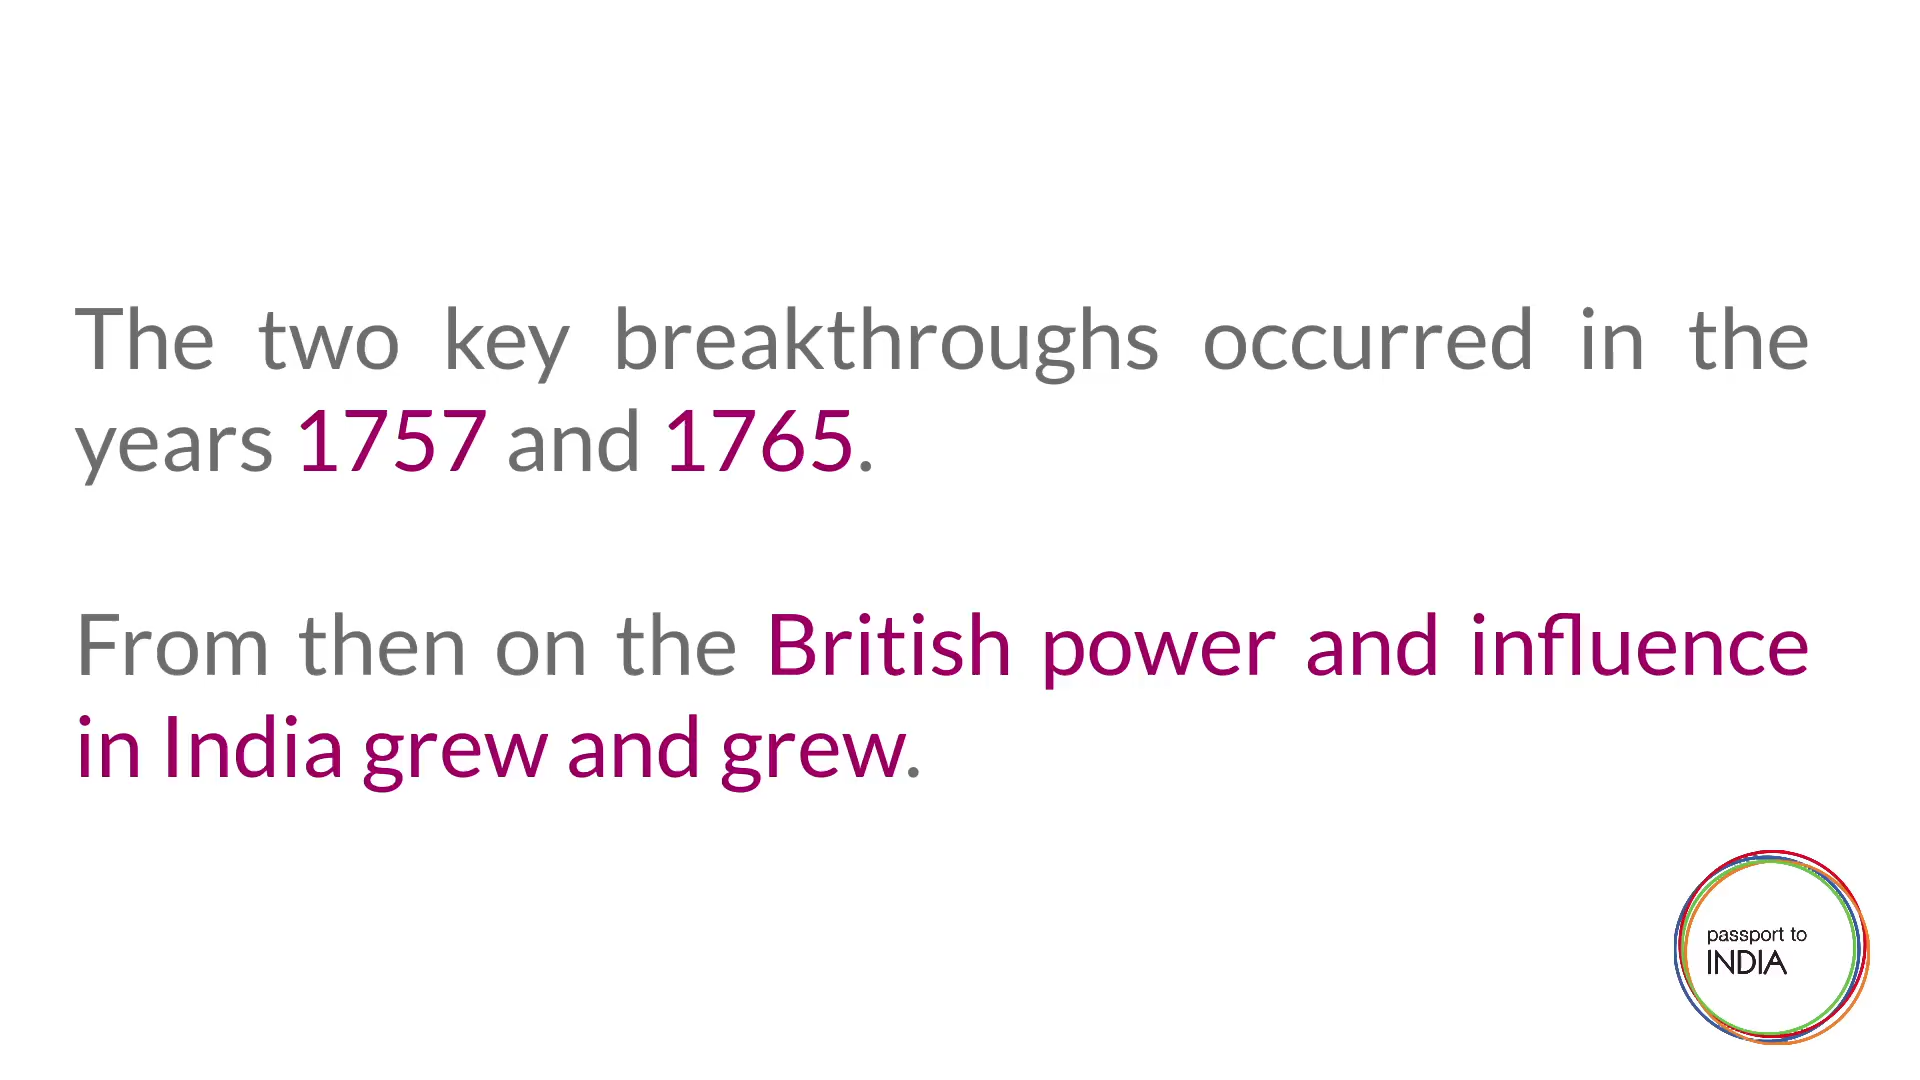 The two key breakthroughs occurred in the
years 1757 and 1765.
From then on the British power and influence
in India grew and grew.
passport to
INDIA